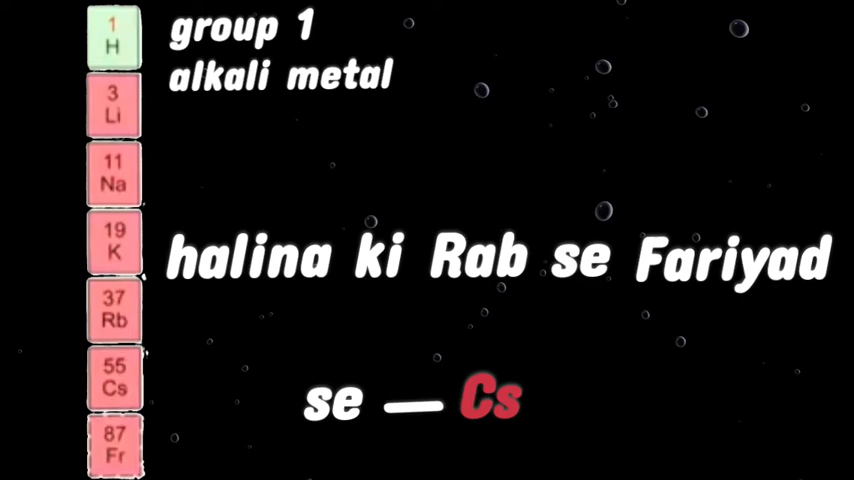 1
H
3
Li
11
Na
19
K
37
Rb
55
Cs
87
Fr
group 1
alkali metal
halina ki Rab se Fariyad
se — Cs